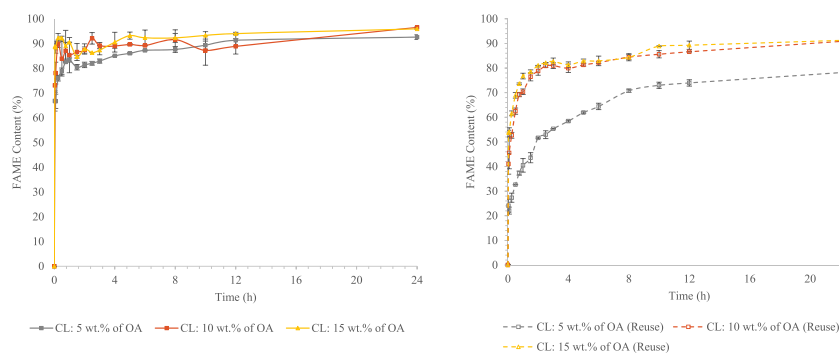 FAME Content (%)
100
90
80
70
60
50
40
30
20
10
0
0 4 8 12 16 20 24
Time (h)
CL: 5 wt.% of OA CL: 10 wt.% of OA CL: 15 wt.% of OA
FAME Content (%)
100
90
80
70
60
50
40
30
20
10
0
0 4 8 12 16 20
Time (h)
CL: 5 wt.% of OA (Reuse) CL: 10 wt.% of OA (Reuse)
CL: 15 wt.% of OA (Reuse)